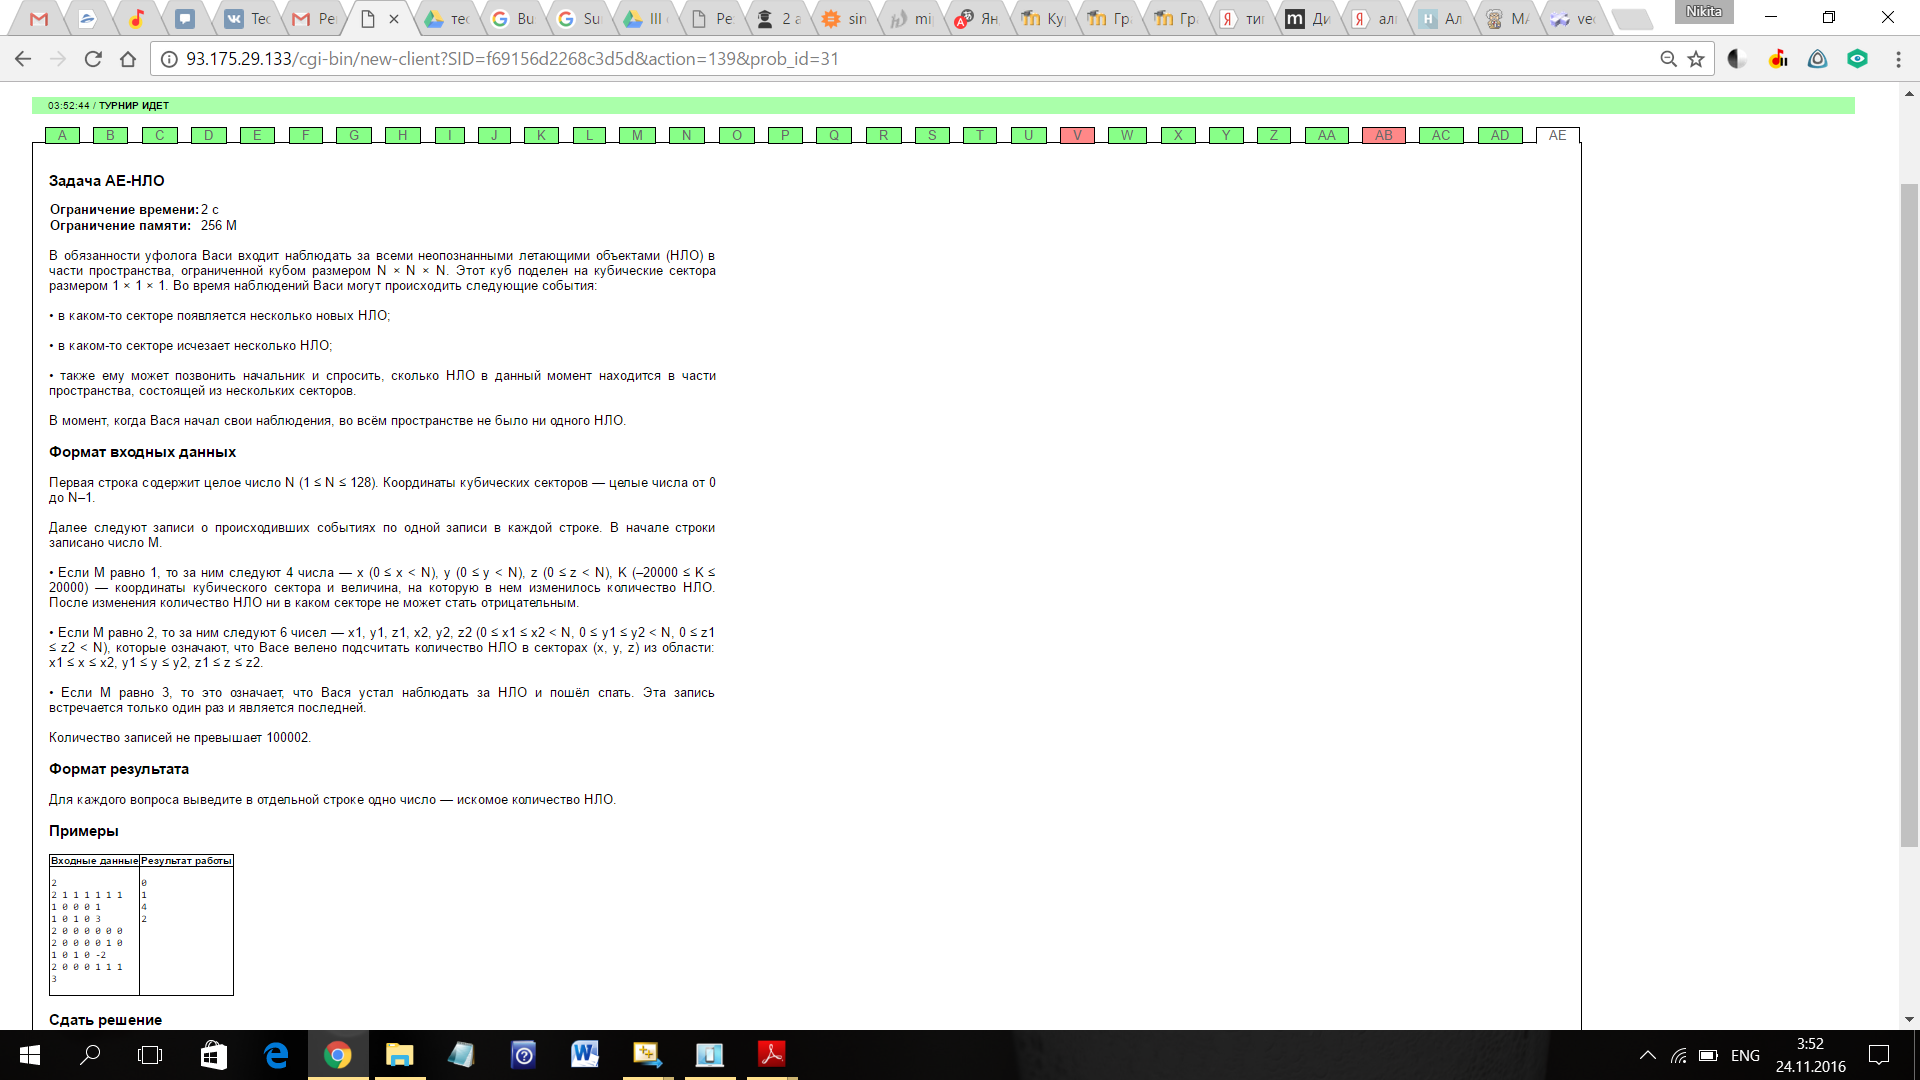 Nikita
Тес
Ре
тес
Bu
Su
III
Ре
2 а
sin
mi
Ян
Ку
Гр
Гр
ти
Ди
ал
Ал
МА
vec
93.175.29.133/cgi-bin/new-client?SID=f69156d2268c3d5d&action=139&prob_id=31
03:52:44 / ТУРНИР ИДЕТ
A B C D E F G H I J K L M N O P Q R S T U V W X Y Z AA AB AC AD AE
Задача AE-НЛО
Ограничение времени: 2 с
Ограничение памяти: 256 M
В обязанности уфолога Васи входит наблюдать за всеми неопознанными летающими объектами (НЛО) в
части пространства, ограниченной кубом размером N × N × N. Этот куб поделен на кубические сектора
размером 1 × 1 × 1. Во время наблюдений Васи могут происходить следующие события:
• в каком-то секторе появляется несколько новых НЛО;
• в каком-то секторе исчезает несколько НЛО;
• также ему может позвонить начальник и спросить, сколько НЛО в данный момент находится в части
пространства, состоящей из нескольких секторов.
В момент, когда Вася начал свои наблюдения, во всём пространстве не было ни одного НЛО.
Формат входных данных
Первая строка содержит целое число N (1 ≤ N ≤ 128). Координаты кубических секторов — целые числа от 0
до N–1.
Далее следуют записи о происходивших событиях по одной записи в каждой строке. В начале строки
записано число M.
• Если M равно 1, то за ним следуют 4 числа — x (0 ≤ x < N), y (0 ≤ y < N), z (0 ≤ z < N), K (–20000 ≤ K ≤
20000) — координаты кубического сектора и величина, на которую в нем изменилось количество НЛО.
После изменения количество НЛО ни в каком секторе не может стать отрицательным.
• Если M равно 2, то за ним следуют 6 чисел — x1, y1, z1, x2, y2, z2 (0 ≤ x1 ≤ x2 < N, 0 ≤ y1 ≤ y2 < N, 0 ≤ z1
≤ z2 < N), которые означают, что Васе велено подсчитать количество НЛО в секторах (x, y, z) из области:
x1 ≤ x ≤ x2, y1 ≤ y ≤ y2, z1 ≤ z ≤ z2.
• Если M равно 3, то это означает, что Вася устал наблюдать за НЛО и пошёл спать. Эта запись
встречается только один раз и является последней.
Количество записей не превышает 100002.
Формат результата
Для каждого вопроса выведите в отдельной строке одно число — искомое количество НЛО.
Примеры
Входные данные Результат работы
2
2 1 1 1 1 1 1
1 0 0 0 1
1 0 1 0 3
2 0 0 0 0 0 0
2 0 0 0 0 1 0
1 0 1 0 -2
2 0 0 0 1 1 1
3
0
1
4
2
Сдать решение
ENG
3:52
24.11.2016